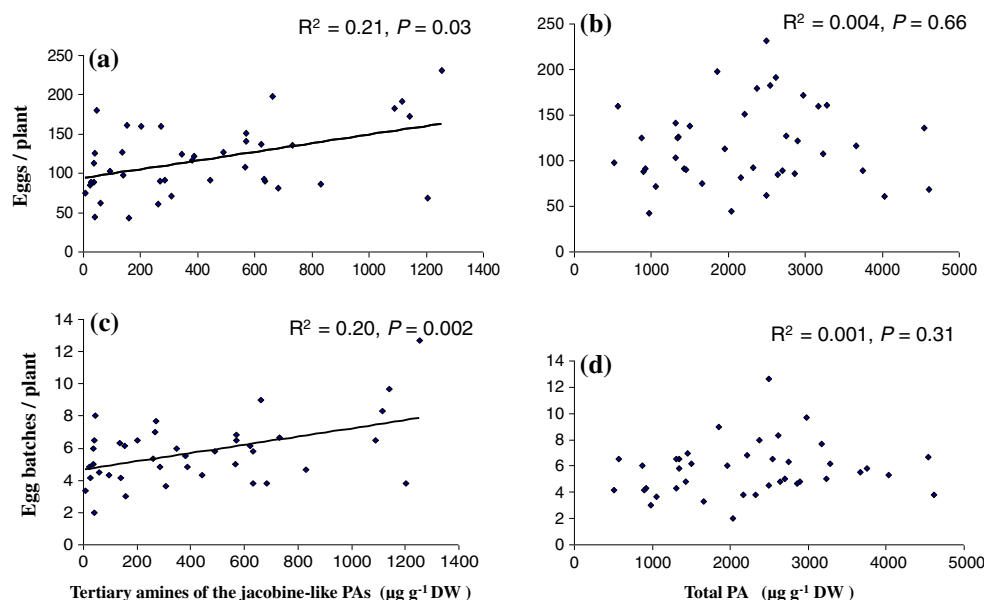 R² = 0.21, P = 0.03
(a)
Eggs / plant
250
200
150
100
50
0
0 200 400 600 800 1000 1200 1400
R² = 0.004, P = 0.66
(b)
250
200
150
100
50
0
0 1000 2000 3000 4000 5000
R² = 0.20, P = 0.002
(c)
Egg batches / plant
14
12
10
8
6
4
2
0
0 200 400 600 800 1000 1200 1400
Tertiary amines of the jacobine-like PAs (µg g⁻¹ DW )
R² = 0.001, P = 0.31
(d)
14
12
10
8
6
4
2
0
0 1000 2000 3000 4000 5000
Total PA (µg g⁻¹ DW )